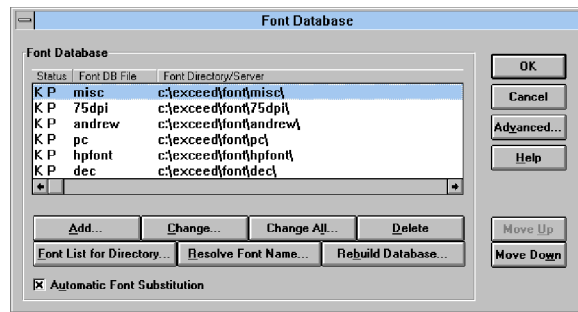 Font Database
Font Database
Status Font DB File Font Directory/Server
K P misc c:\exceed\font\misc\
K P 75dpi c:\exceed\font\75dpi\
K P andrew c:\exceed\font\andrew\
K P pc c:\exceed\font\pc\
K P hpfont c:\exceed\font\hpfont\
K P dec c:\exceed\font\dec\
Add... Change... Change All... Delete
Font List for Directory... Resolve Font Name... Rebuild Database...
Automatic Font Substitution
OK
Cancel
Advanced...
Help
Move Up
Move Down